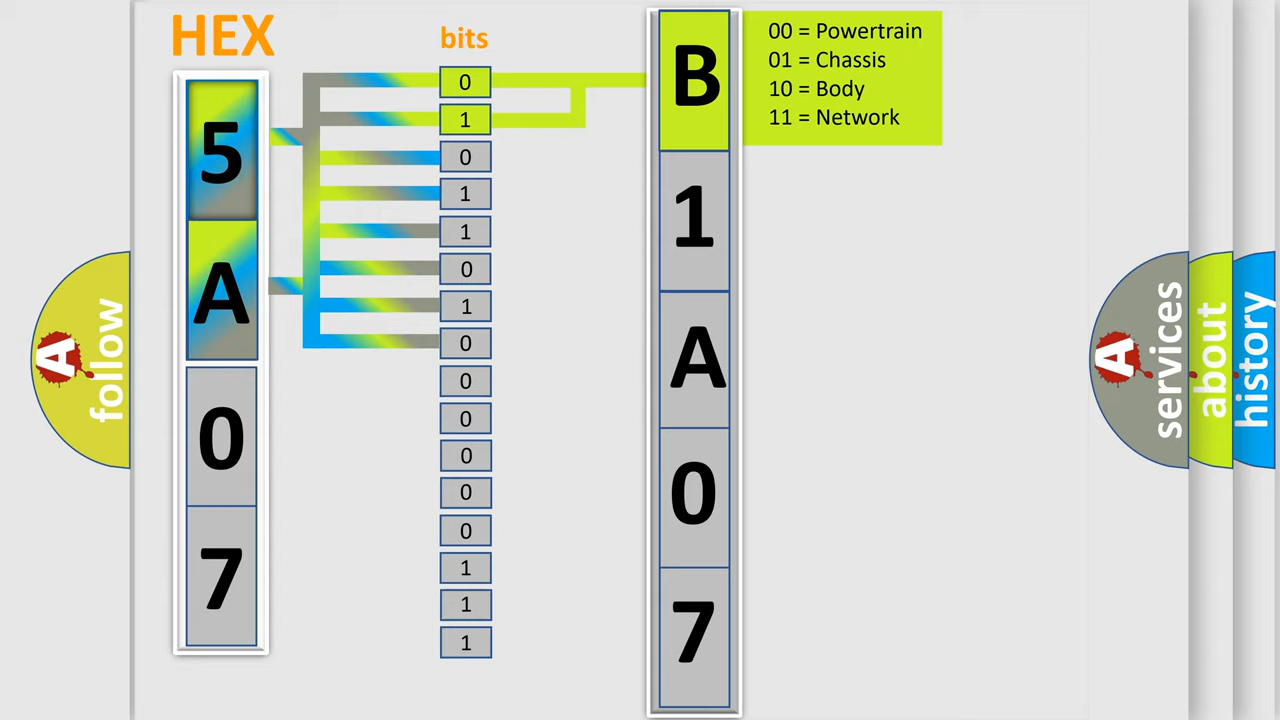 HEX
bits
5
A
0
7
0
1
0
1
1
0
1
0
0
0
0
0
0
1
1
1
B
1
A
0
7
00 = Powertrain
01 = Chassis
10 = Body
11 = Network
A
follow
A
services
about
history